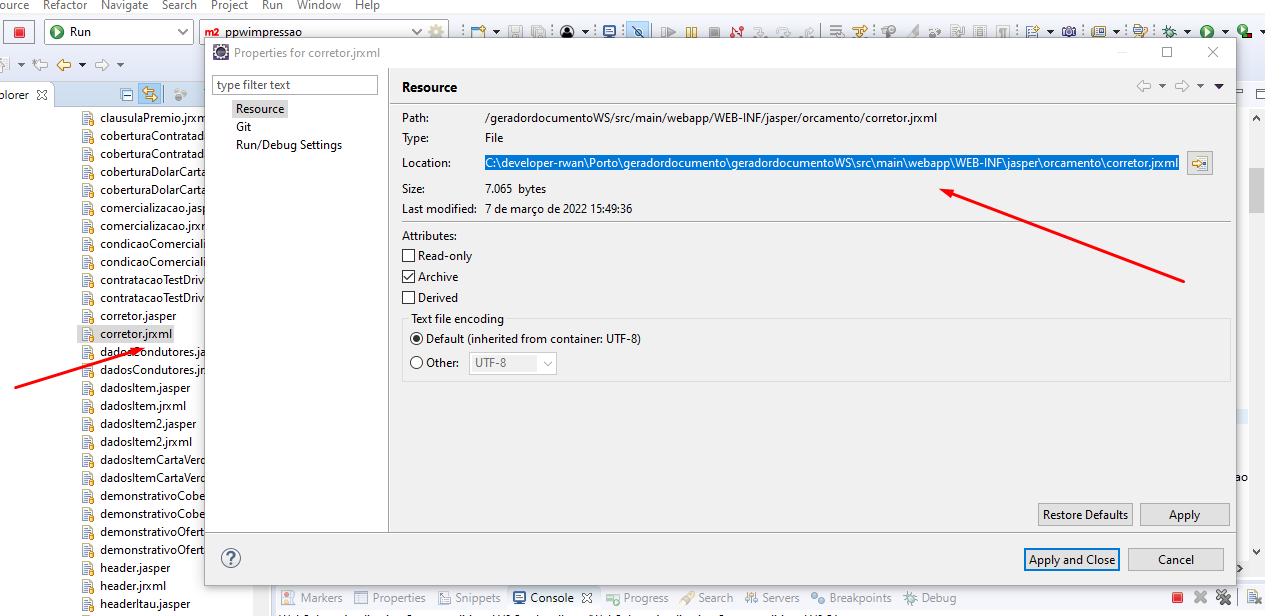 ource Refactor Navigate Search Project Run Window Help
Run
m2 ppwimpressao
Properties for corretor.jrxml
plorer
type filter text
Resource
Git
Run/Debug Settings
Resource
Path: /geradordocumentoWS/src/main/webapp/WEB-INF/jasper/orcamento/corretor.jrxml
Type: File
Location: C:\developer-rwan\Porto\geradordocumento\geradordocumentoWS\src\main\webapp\WEB-INF\jasper\orcamento\corretor.jrxml
Size: 7.065 bytes
Last modified: 7 de março de 2022 15:49:36
Attributes:
Read-only
Archive
Derived
Text file encoding
Default (inherited from container: UTF-8)
Other: UTF-8
Restore Defaults Apply
? Apply and Close Cancel
clausulaPremio.jrxm
coberturaContratad
coberturaContratad
coberturaDolarCarta
coberturaDolarCarta
comercializacao.jasp
comercializacao.jrxr
condicaoComerciali
condicaoComerciali
contratacaoTestDriv
contratacaoTestDriv
corretor.jasper
corretor.jrxml
dadosCondutores.ja
dadosCondutores.jr
dadosItem.jasper
dadosItem.jrxml
dadosItem2.jasper
dadosItem2.jrxml
dadosItemCartaVerd
dadosItemCartaVerd
demonstrativoCobe
demonstrativoCobe
demonstrativoOfert
demonstrativoOfert
header.jasper
header.jrxml
headerItau.jasper
ao
Markers Properties Snippets Console Progress Search Servers Breakpoints Debug